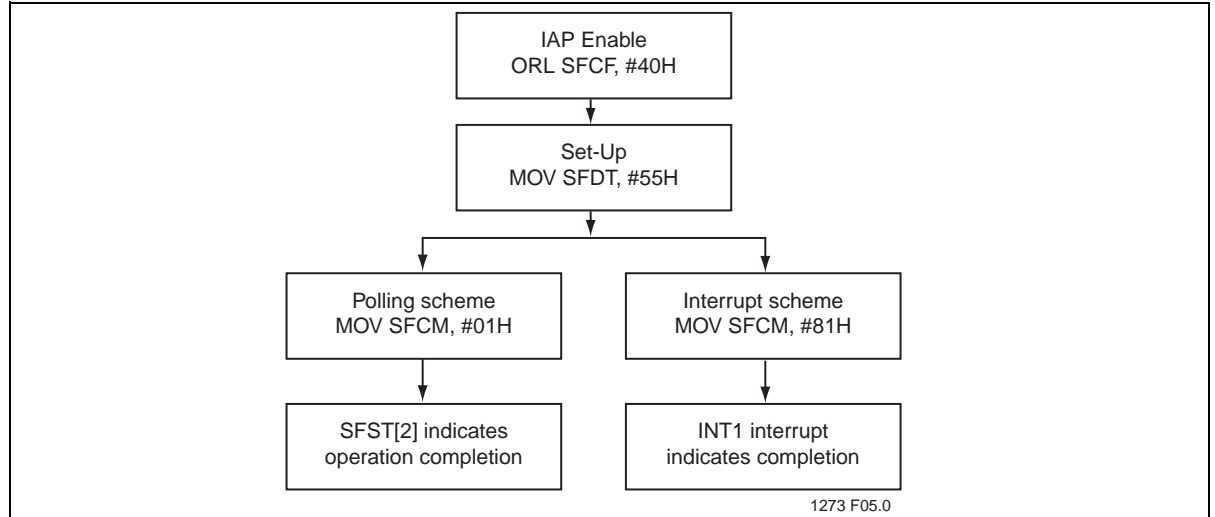 IAP Enable
ORL SFCF, #40H
Set-Up
MOV SFDT, #55H
Polling scheme
MOV SFCM, #01H
Interrupt scheme
MOV SFCM, #81H
SFST[2] indicates
operation completion
INT1 interrupt
indicates completion
1273 F05.0